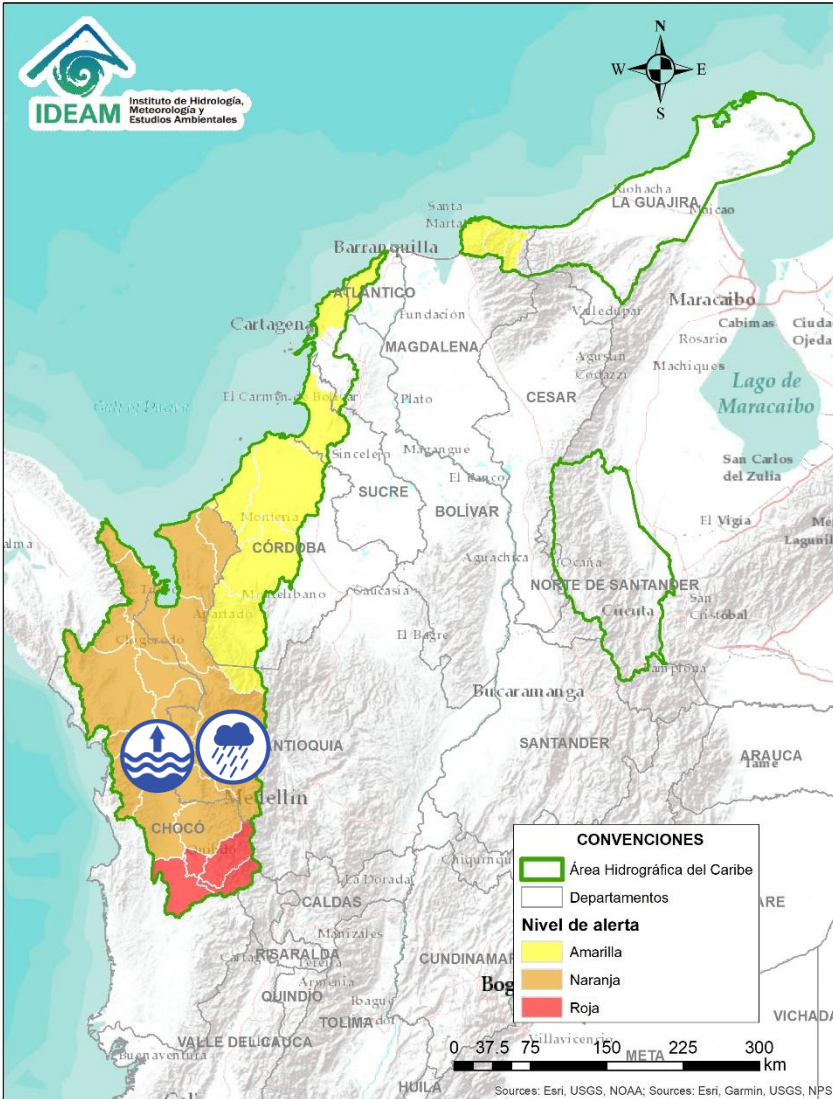 IDEAM
Instituto de Hidrología,
Meteorología y
Estudios Ambientales
N
W
E
S
Riohacha
LA GUAJIRA
Maicao
Santa
Marta
Barranquilla
ATLÁNTICO
Maracaibo
Cartagena
Fundación
Valledupar
Cabimas
Ciudad
Ojeda
Rosario
MAGDALENA
Machiques
Agustín
Codazzi
Lago de
Maracaibo
El Carmen de Bolívar
Plato
CESAR
Sincelejo
Magangué
San Carlos
del Zulia
El Banco
SUCRE
BOLÍVAR
Montería
El Vigía
CÓRDOBA
Aguachica
Ocaña
NORTE DE SANTANDER
Montelíbano
Caucasia
Turbo
Apartadó
Cúcuta
San
Cristóbal
Chigorodó
El Bagre
Pamplona
Bucaramanga
ANTIOQUIA
SANTANDER
ARAUCA
Tame
Medellín
CHOCÓ
Quibdó
La Dorada
CALDAS
Manizales
RISARALDA
Pereira
Armenia
QUINDÍO
Ibagué
TOLIMA
CUNDINAMAR
Bog
VICHADA
VALLE DEL CAUCA
Villavicencio
META
Buenaventura
HUILA
CONVENCIONES
Área Hidrográfica del Caribe
Departamentos
Nivel de alerta
Amarilla
Naranja
Roja
0 37.5 75 150 225 300
km
Sources: Esri, USGS, NOAA; Sources: Esri, Garmin, USGS, NPS